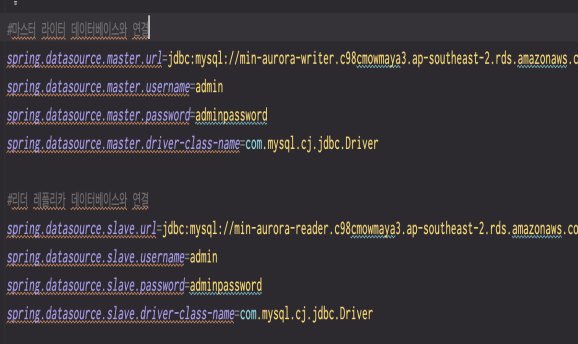 #마스터 라이터 데이터베이스와 연결
spring.datasource.master.url=jdbc:mysql://min-aurora-writer.c98cmowmaya3.ap-southeast-2.rds.amazonaws.c
spring.datasource.master.username=admin
spring.datasource.master.password=adminpassword
spring.datasource.master.driver-class-name=com.mysql.cj.jdbc.Driver
#리더 레플리카 데이터베이스와 연결
spring.datasource.slave.url=jdbc:mysql://min-aurora-reader.c98cmowmaya3.ap-southeast-2.rds.amazonaws.co
spring.datasource.slave.username=admin
spring.datasource.slave.password=adminpassword
spring.datasource.slave.driver-class-name=com.mysql.cj.jdbc.Driver